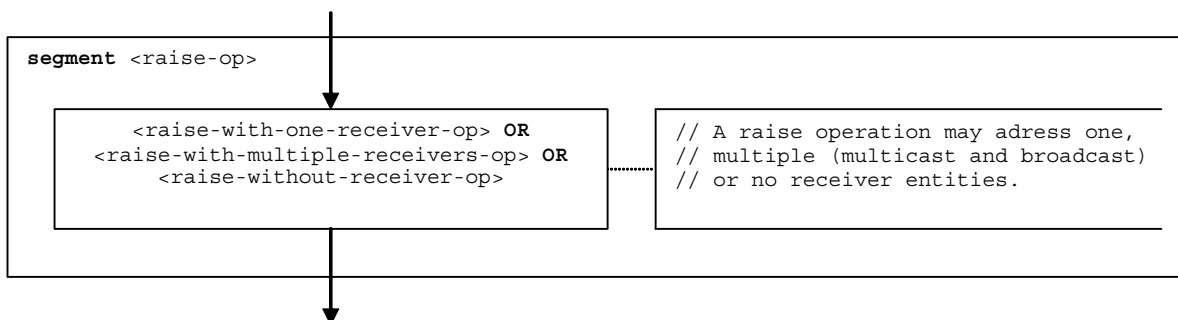 segment <raise-op>
<raise-with-one-receiver-op> OR
<raise-with-multiple-receivers-op> OR
<raise-without-receiver-op>
// A raise operation may adress one,
// multiple (multicast and broadcast)
// or no receiver entities.